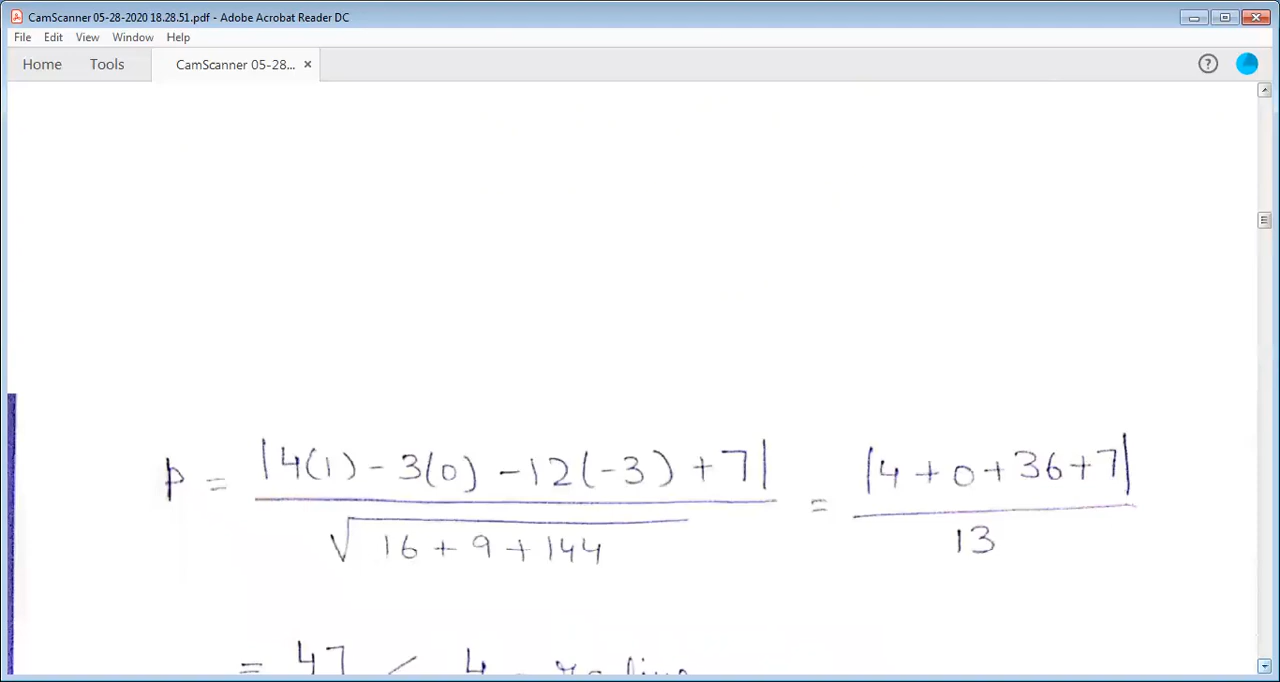 CamScanner 05-28-2020 18.28.51.pdf - Adobe Acrobat Reader DC
File Edit View Window Help
Home Tools CamScanner 05-28... ×
p = |4(1) - 3(0) - 12(-3) + 7| / √(16 + 9 + 144) = |4 + 0 + 36 + 7| / 13
= 47 < 4